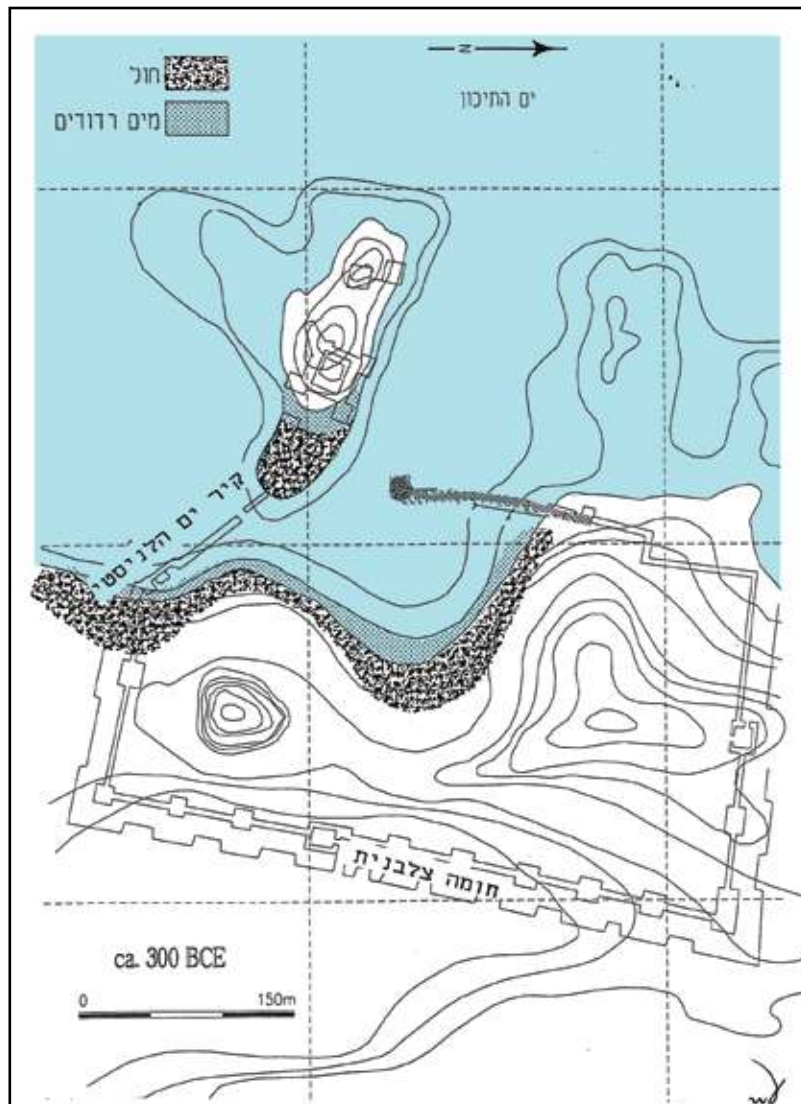 חול
מים רדודים
N
ים התיכון
קיר ים הלניסטי
חומה צלבנית
ca. 300 BCE
0 150m